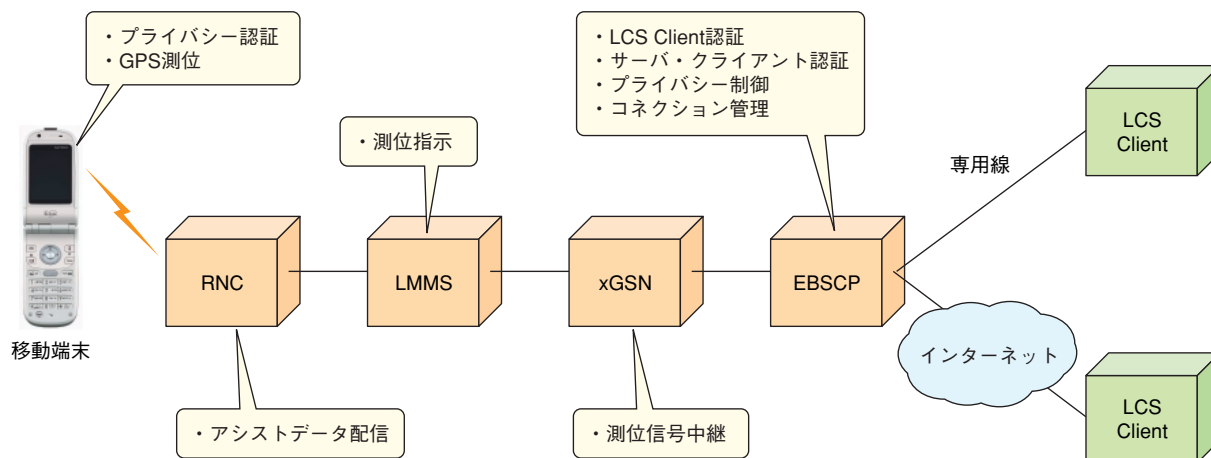 ・プライバシー認証
・GPS測位
・LCS Client認証
・サーバ・クライアント認証
・プライバシー制御
・コネクション管理
・測位指示
専用線
LCS
Client
RNC
LMMS
xGSN
EBSCP
移動端末
インターネット
・アシストデータ配信
・測位信号中継
LCS
Client